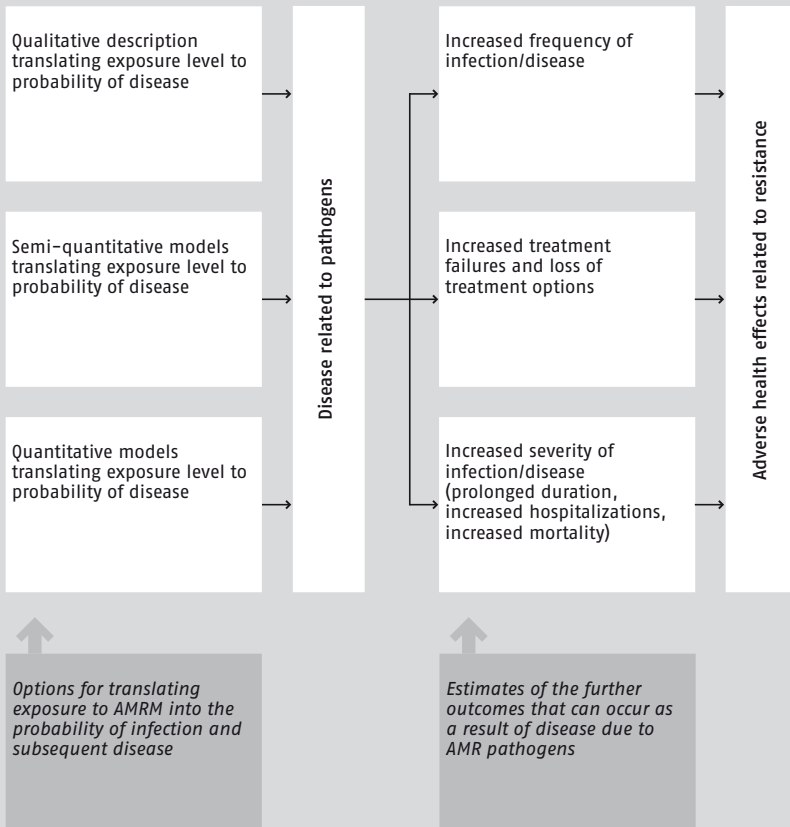 Qualitative description
translating exposure level to
probability of disease
Semi-quantitative models
translating exposure level to
probability of disease
Quantitative models
translating exposure level to
probability of disease
Disease related to pathogens
Increased frequency of
infection/disease
Increased treatment
failures and loss of
treatment options
Increased severity of
infection/disease
(prolonged duration,
increased hospitalizations,
increased mortality)
Adverse health effects related to resistance
Options for translating
exposure to AMRM into the
probability of infection and
subsequent disease
Estimates of the further
outcomes that can occur as
a result of disease due to
AMR pathogens